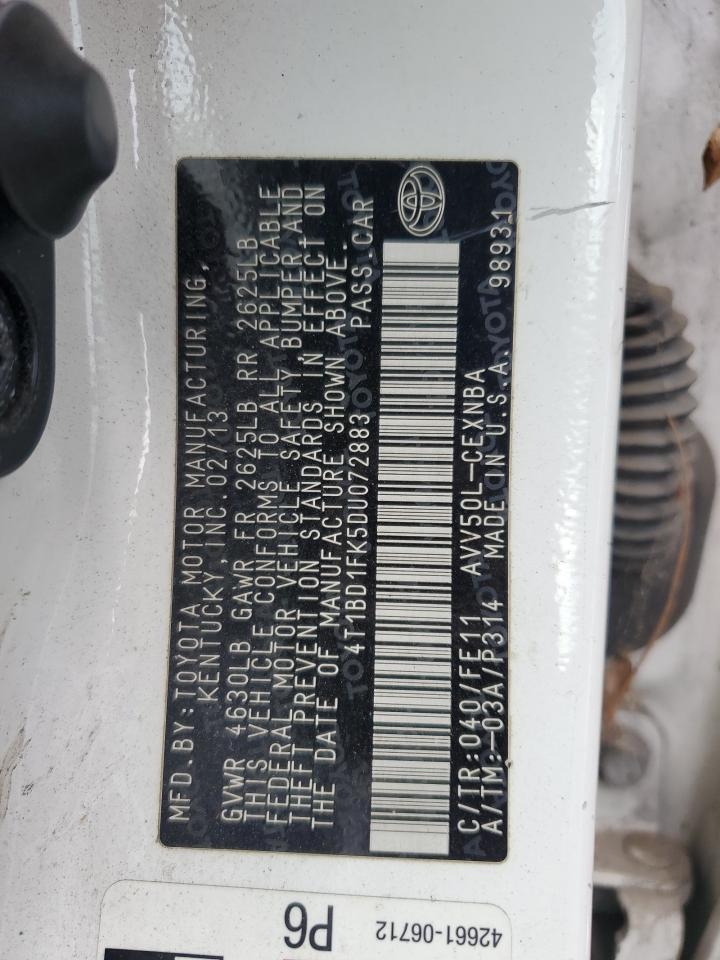 MFD.BY:TOYOTA MOTOR MANUFACTURING,
KENTUCKY, INC.02/13
GVWR 4630LB GAWR FR 2625LB RR 2625LB
THIS VEHICLE CONFORMS TO ALL APPLICABLE
FEDERAL MOTOR VEHICLE SAFETY,BUMPER,AND
THEFT PREVENTION STANDARDS IN EFFECT ON
THE DATE OF MANUFACTURE SHOWN ABOVE.
4T1BD1FK5DU072883 PASS.CAR
C/TR:040/FE11 AVV50L-CEXNBA
A/TM:-03A/P314 MADE IN U.S.A. 98931
P6
42661-06712